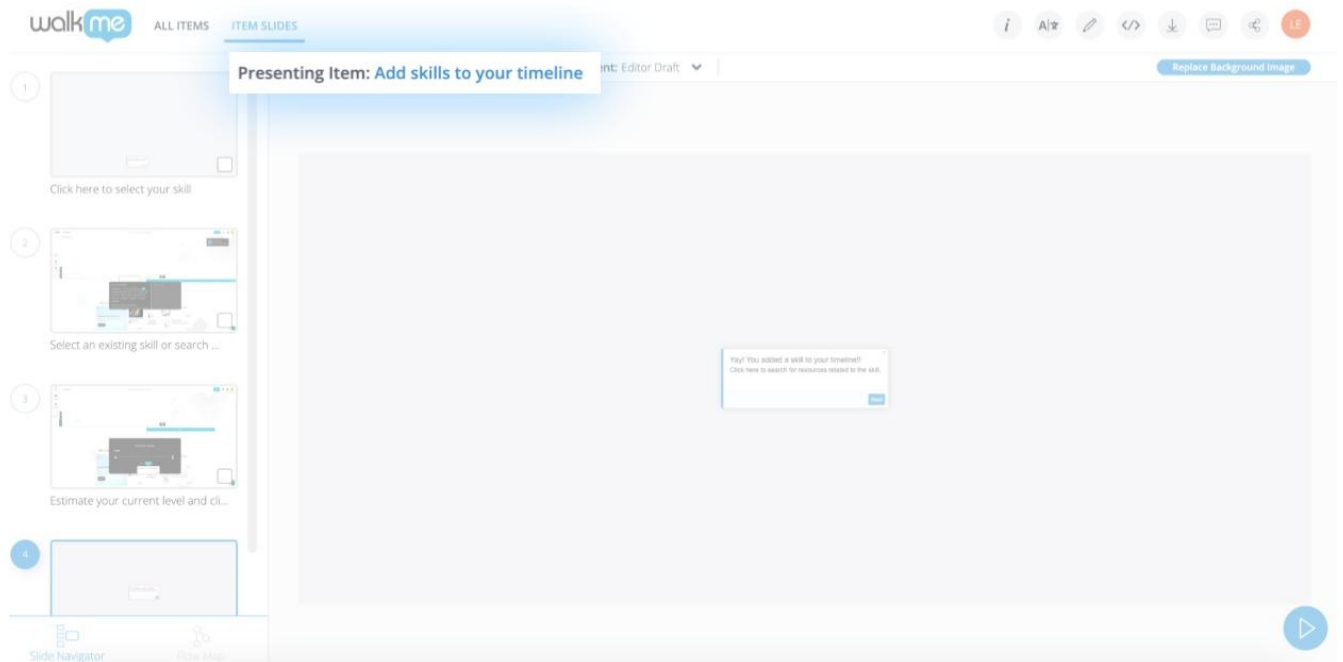 walkme
ALL ITEMS
ITEM SLIDES
i
A
</>
LE
Presenting Item: Add skills to your timeline
nt: Editor Draft
Replace Background Image
1
Click here to select your skill
2
Select an existing skill or search ...
3
Estimate your current level and cli...
4
Yay! You added a skill to your timeline!!
Click here to search for resources related to the skill.
Slide Navigator
Flow Map